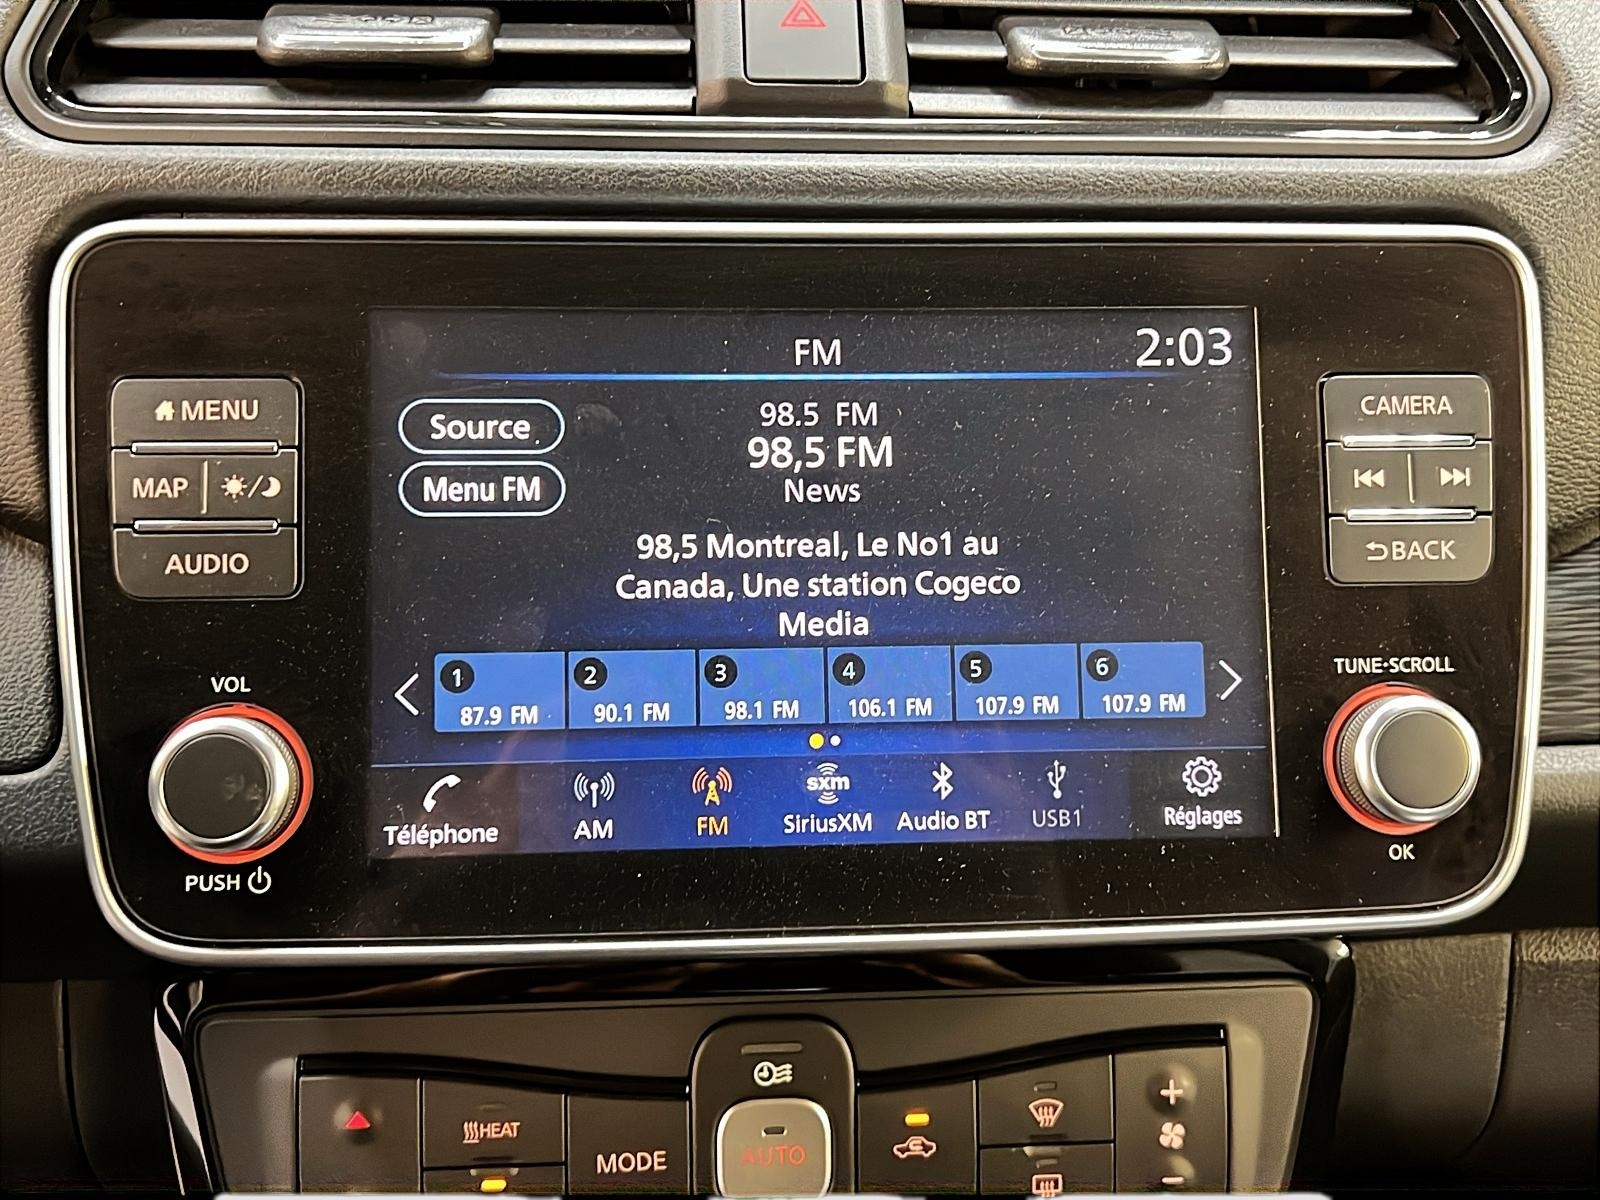 FM
2:03
MENU
MAP
AUDIO
Source
Menu FM
98.5 FM
98,5 FM
News
98,5 Montreal, Le No1 au
Canada, Une station Cogeco
Media
1
87.9 FM
2
90.1 FM
3
98.1 FM
4
106.1 FM
5
107.9 FM
6
107.9 FM
Téléphone
AM
FM
sxm
SiriusXM
Audio BT
USB1
Réglages
CAMERA
BACK
VOL
PUSH
TUNE·SCROLL
OK
HEAT
MODE
AUTO